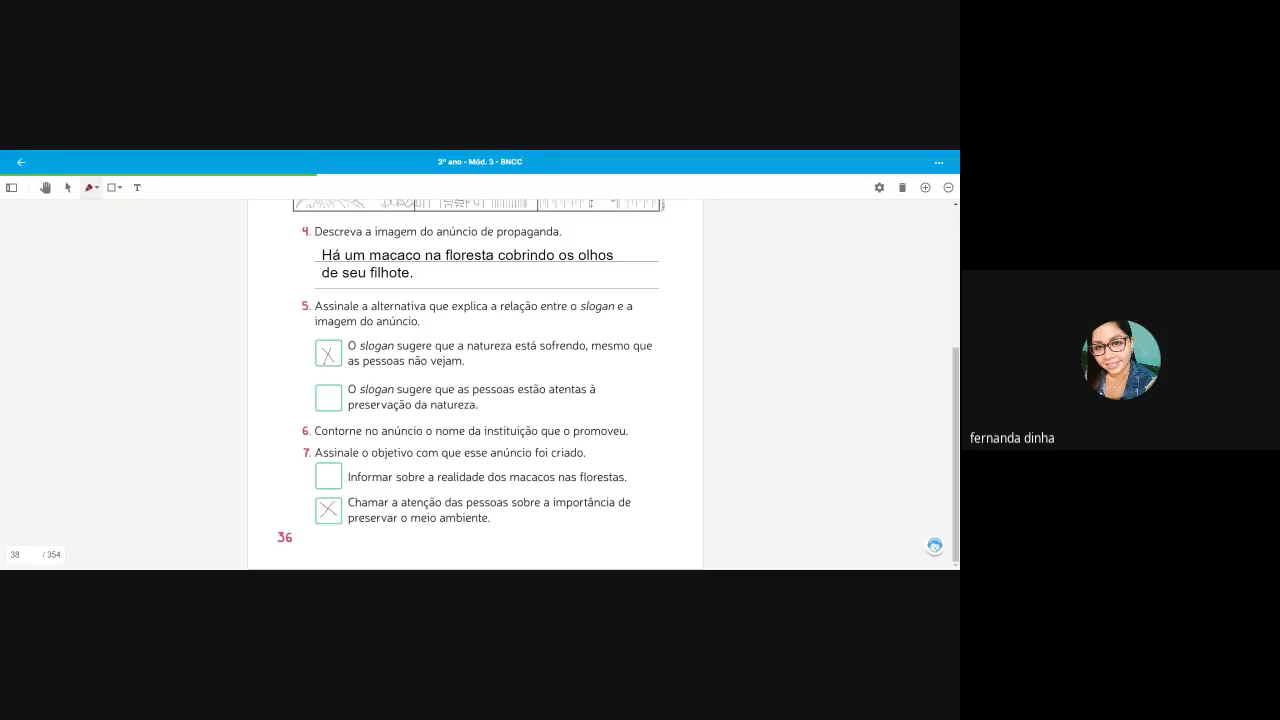 3º ano - Mód. 3 - BNCC
T
4. Descreva a imagem do anúncio de propaganda.
Há um macaco na floresta cobrindo os olhos
de seu filhote.
5. Assinale a alternativa que explica a relação entre o slogan e a
imagem do anúncio.
O slogan sugere que a natureza está sofrendo, mesmo que
as pessoas não vejam.
O slogan sugere que as pessoas estão atentas à
preservação da natureza.
6. Contorne no anúncio o nome da instituição que o promoveu.
7. Assinale o objetivo com que esse anúncio foi criado.
Informar sobre a realidade dos macacos nas florestas.
Chamar a atenção das pessoas sobre a importância de
preservar o meio ambiente.
36
38 / 354
fernanda dinha